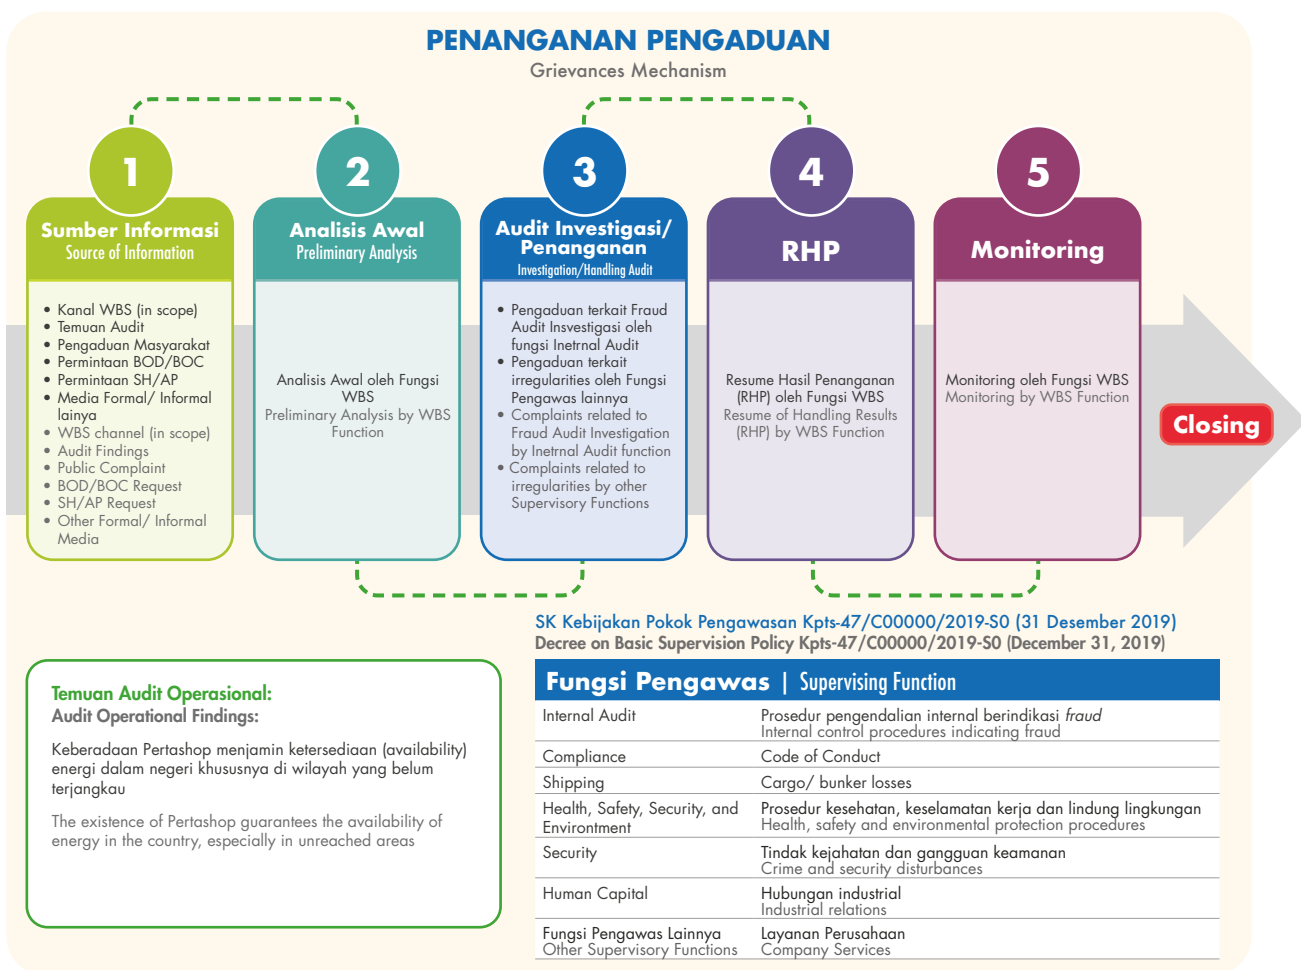 PENANGANAN PENGADUAN
Grievances Mechanism
1
Sumber Informasi
Source of Information
• Kanal WBS (in scope)
• Temuan Audit
• Pengaduan Masyarakat
• Permintaan BOD/BOC
• Permintaan SH/AP
• Media Formal/ Informal
lainya
• WBS channel (in scope)
• Audit Findings
• Public Complaint
• BOD/BOC Request
• SH/AP Request
• Other Formal/ Informal
Media
2
Analisis Awal
Preliminary Analysis
Analisis Awal oleh Fungsi
WBS
Preliminary Analysis by WBS
Function
3
Audit Investigasi/
Penanganan
Investigation/Handling Audit
• Pengaduan terkait Fraud
Audit Insvestigasi oleh
fungsi Inetrnal Audit
• Pengaduan terkait
irregularities oleh Fungsi
Pengawas lainnya
• Complaints related to
Fraud Audit Investigation
by Inetrnal Audit function
• Complaints related to
irregularities by other
Supervisory Functions
4
RHP
Resume Hasil Penanganan
(RHP) oleh Fungsi WBS
Resume of Handling Results
(RHP) by WBS Function
5
Monitoring
Monitoring oleh Fungsi WBS
Monitoring by WBS Function
Closing
Temuan Audit Operasional:
Audit Operational Findings:
Keberadaan Pertashop menjamin ketersediaan (availability)
energi dalam negeri khususnya di wilayah yang belum
terjangkau
The existence of Pertashop guarantees the availability of
energy in the country, especially in unreached areas
SK Kebijakan Pokok Pengawasan Kpts-47/C00000/2019-S0 (31 Desember 2019)
Decree on Basic Supervision Policy Kpts-47/C00000/2019-S0 (December 31, 2019)
Fungsi Pengawas | Supervising Function
Internal Audit
Prosedur pengendalian internal berindikasi fraud
Internal control procedures indicating fraud
Compliance
Code of Conduct
Shipping
Cargo/ bunker losses
Health, Safety, Security, and
Environtment
Prosedur kesehatan, keselamatan kerja dan lindung lingkungan
Health, safety and environmental protection procedures
Security
Tindak kejahatan dan gangguan keamanan
Crime and security disturbances
Human Capital
Hubungan industrial
Industrial relations
Fungsi Pengawas Lainnya
Other Supervisory Functions
Layanan Perusahaan
Company Services